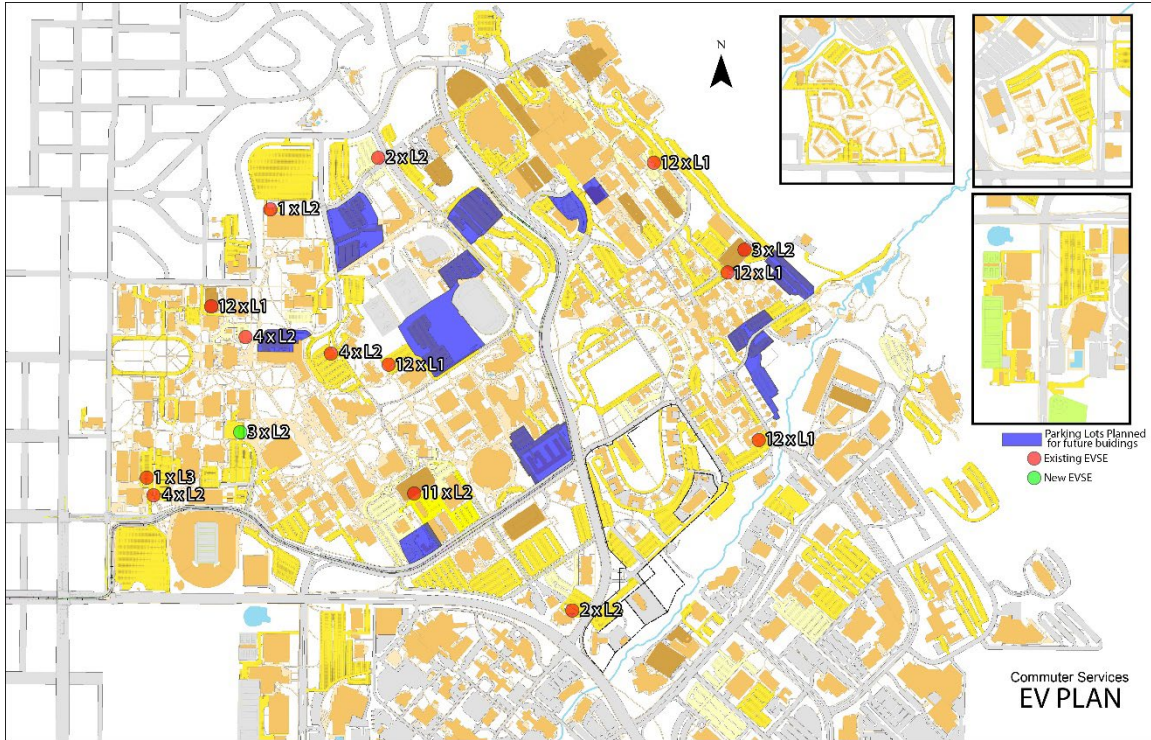 N
2 x L2
12 x L1
1 x L2
3 x L2
12 x L1
12 x L1
4 x L2
4 x L2
12 x L1
3 x L2
12 x L1
1 x L3
4 x L2
11 x L2
2 x L2
Parking Lots Planned
for future buidings
Existing EVSE
New EVSE
Commuter Services
EV PLAN